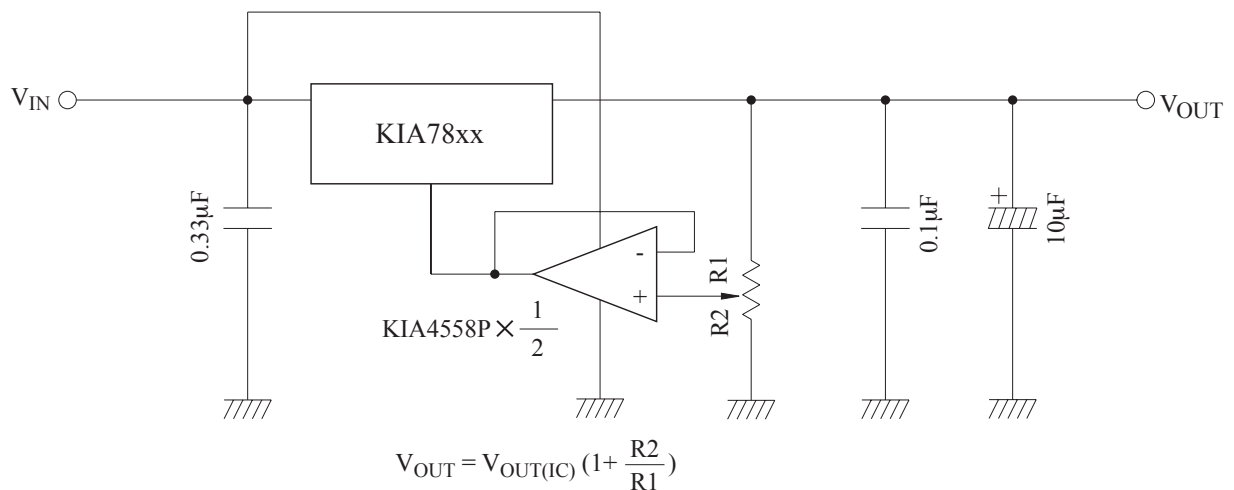 V_IN
V_OUT
KIA78xx
0.33μF
0.1μF
+
10μF
-
+
R1
R2
KIA4558P × 1/2
V_OUT = V_OUT(IC) (1+ R2/R1)